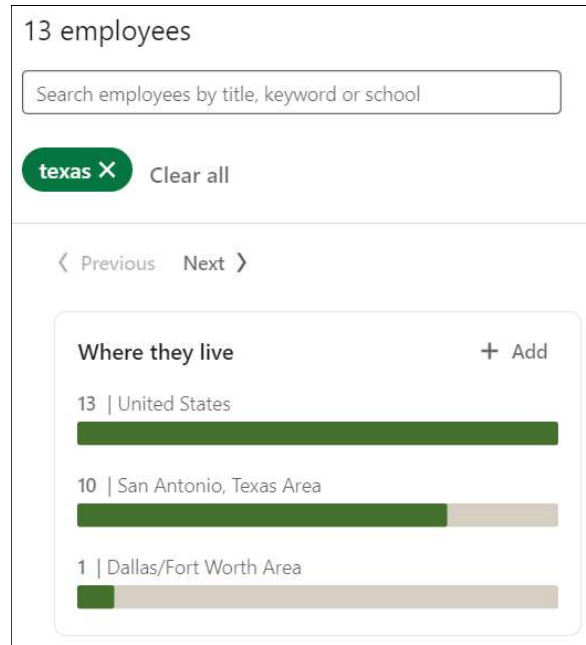 13 employees
Search employees by title, keyword or school
texas ✕ Clear all
Previous Next
Where they live + Add
13 | United States
10 | San Antonio, Texas Area
1 | Dallas/Fort Worth Area